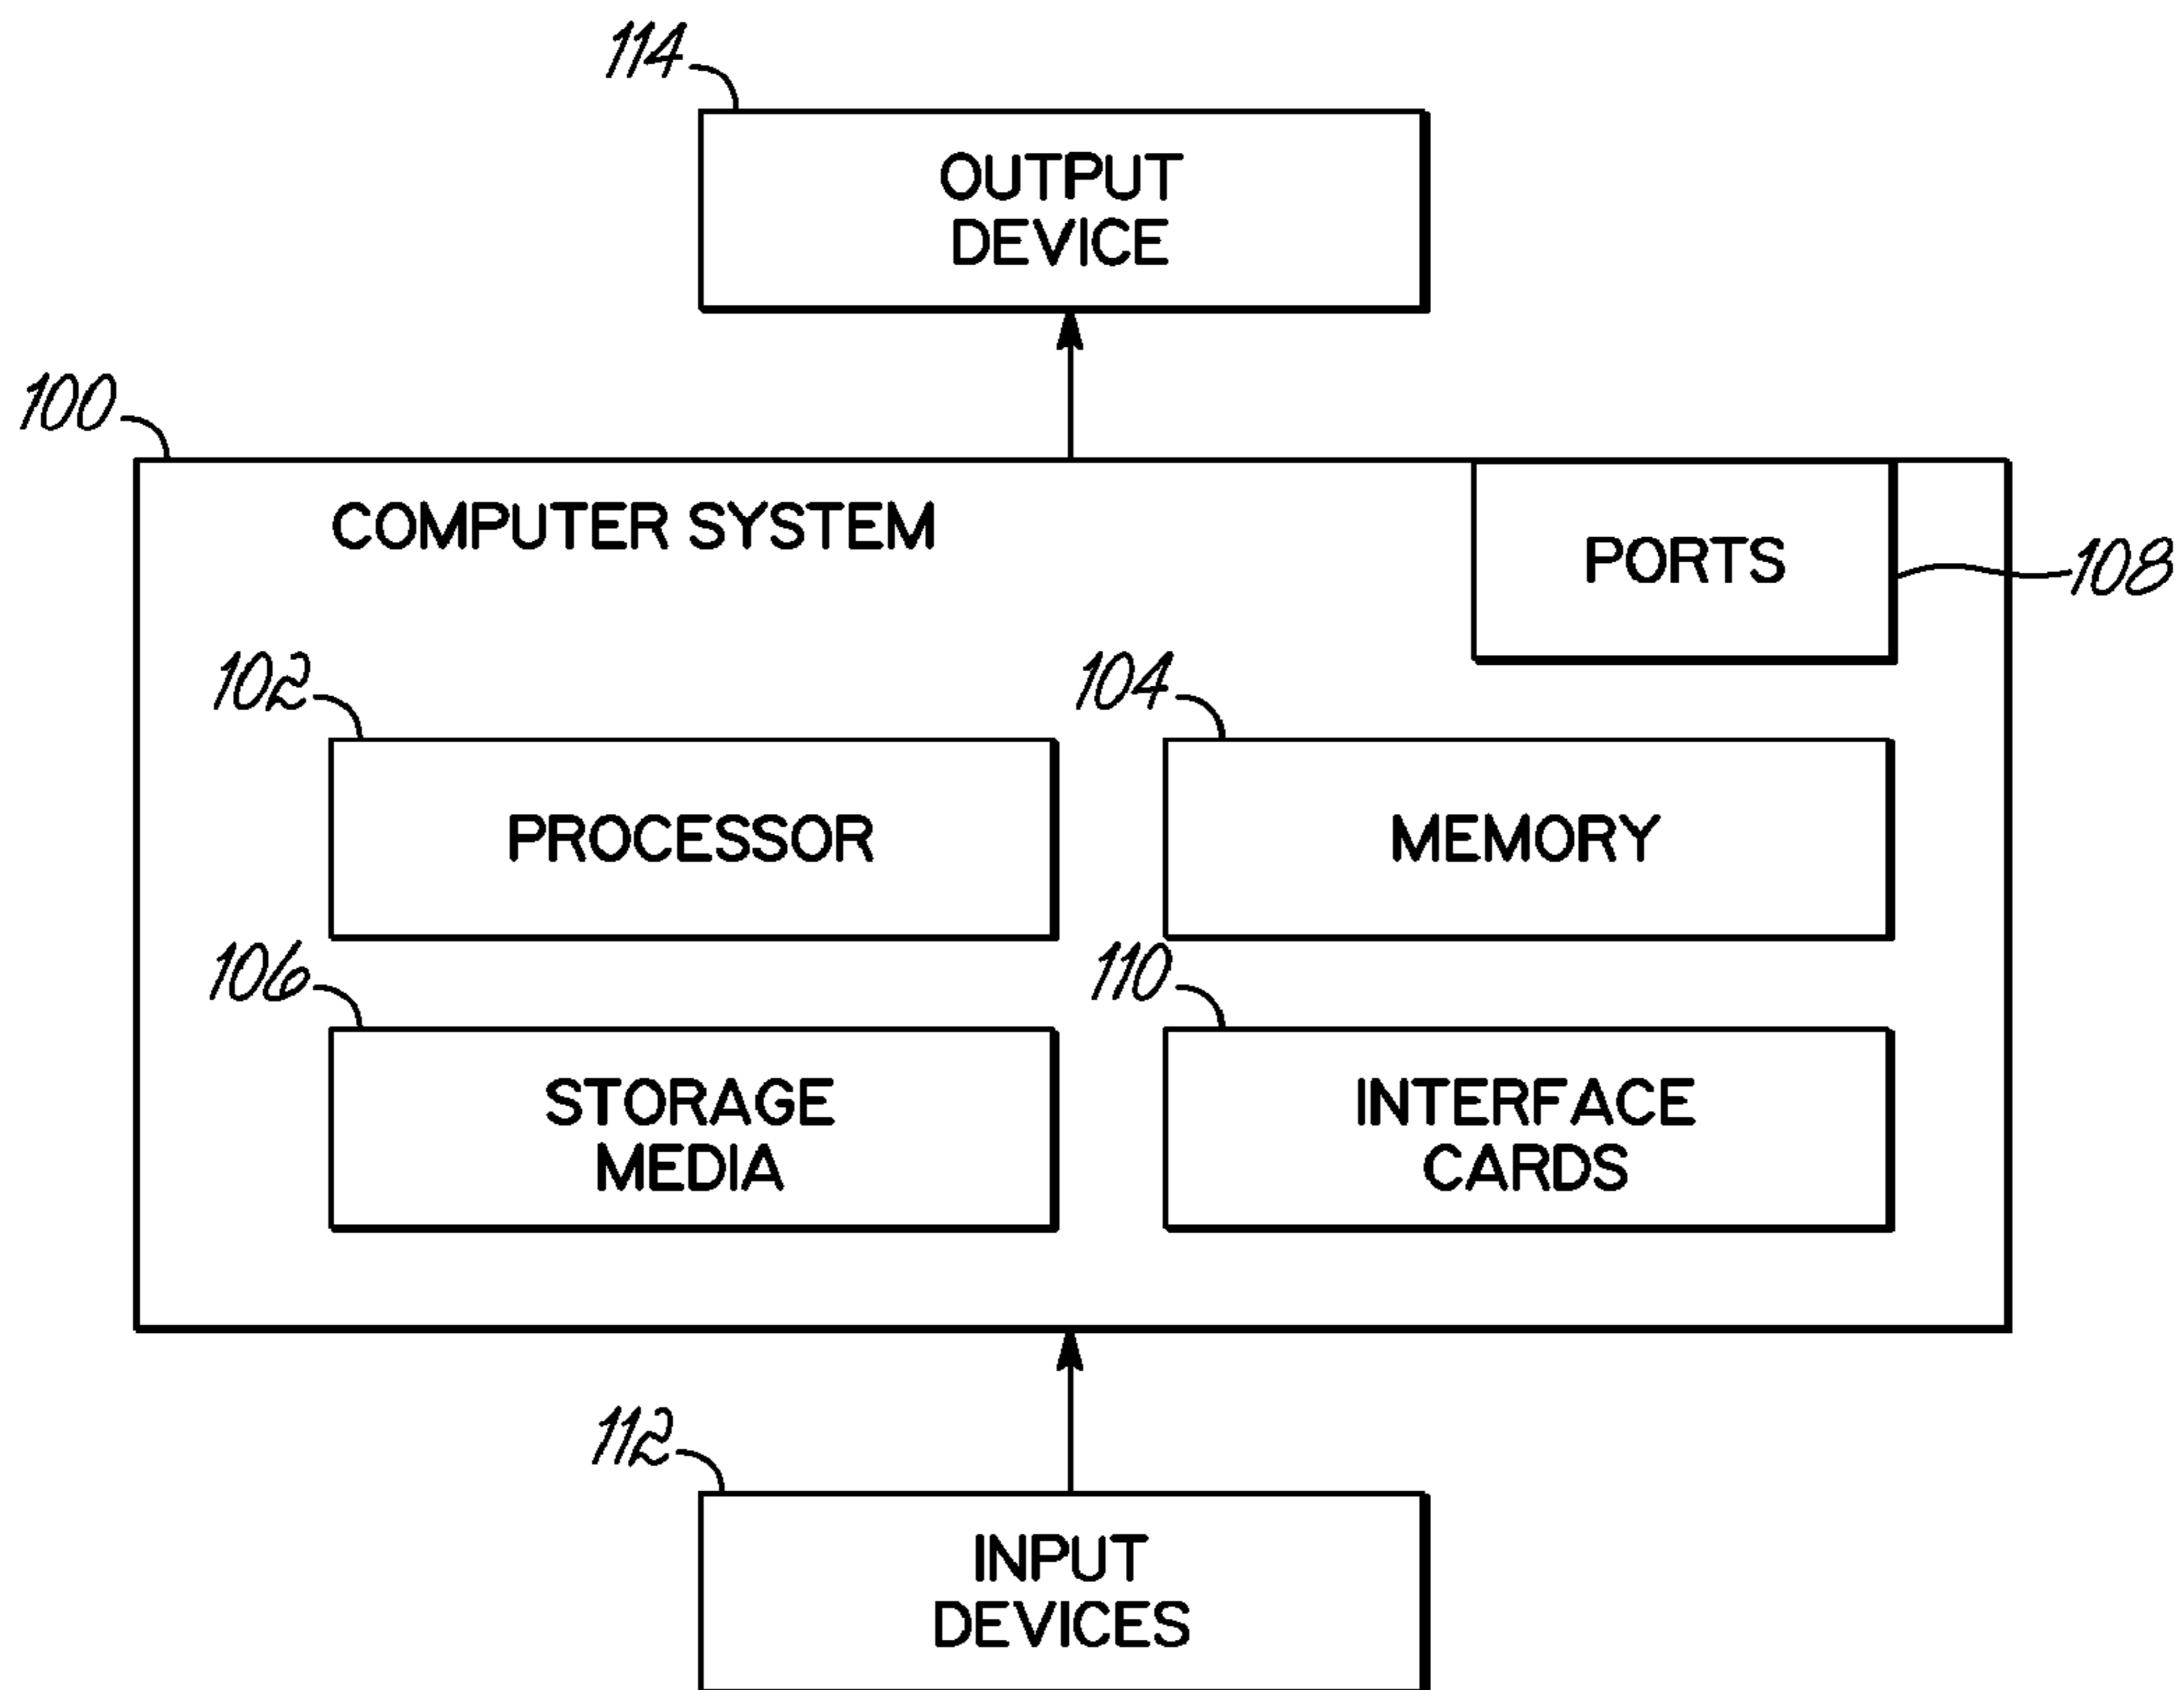 114
OUTPUT
DEVICE
100
COMPUTER SYSTEM
PORTS
108
102
104
PROCESSOR
MEMORY
106
110
STORAGE
MEDIA
INTERFACE
CARDS
112
INPUT
DEVICES